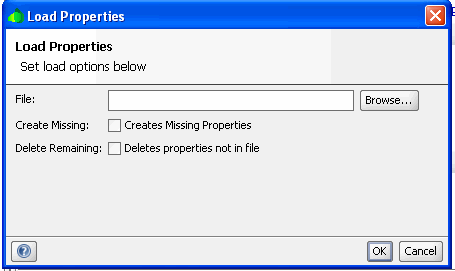 Load Properties
Load Properties
Set load options below
File: Browse...
Create Missing: Creates Missing Properties
Delete Remaining: Deletes properties not in file
? OK Cancel